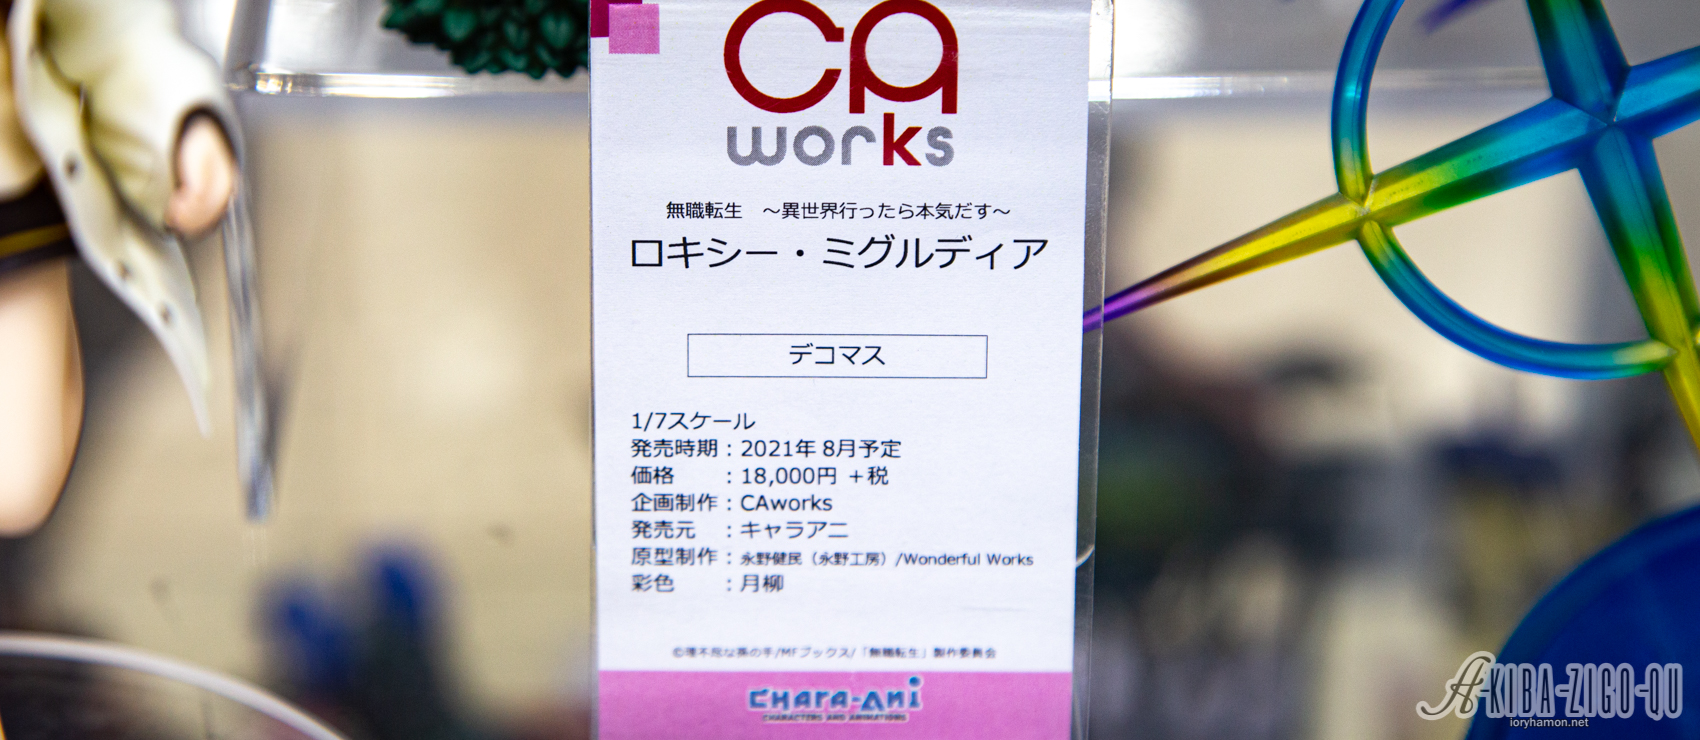 CA
works
無職転生　～異世界行ったら本気だす～
ロキシー・ミグルディア
デコマス
1/7スケール
発売時期：2021年 8月予定
価格　　：18,000円 ＋税
企画制作：CAworks
発売元　：キャラアニ
原型制作：永野健民（永野工房）/Wonderful Works
彩色　　：月柳
©理不尽な孫の手/MFブックス/「無職転生」製作委員会
CHARA-ANI
CHARACTERS AND ANIMATIONS
A-KIBA-ZIGO-QU
ioryhamon.net